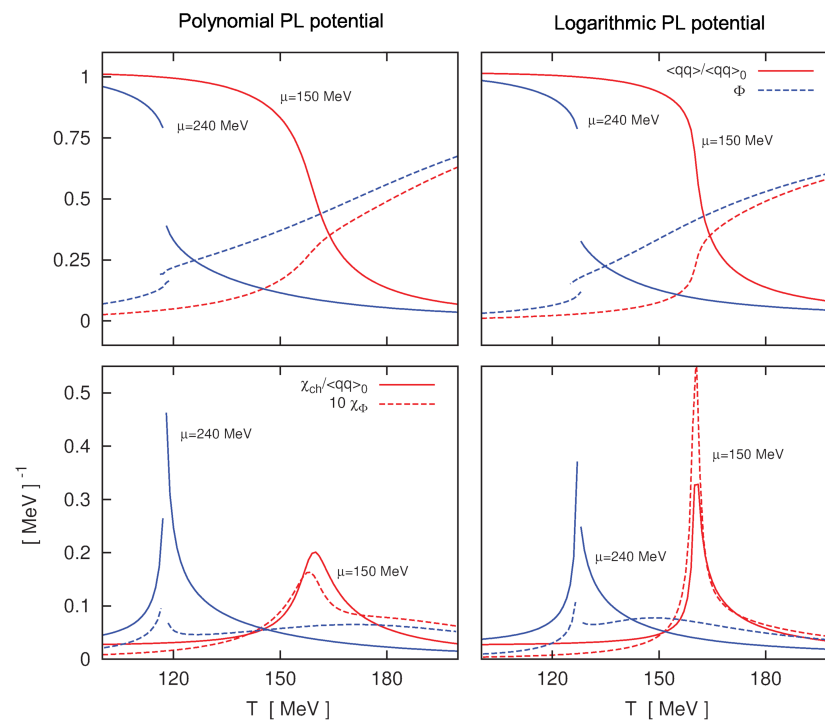 Polynomial PL potential
Logarithmic PL potential
<qq>/<qq>0
Φ
1
0.75
0.5
0.25
0
μ=150 MeV
μ=240 MeV
μ=240 MeV
μ=150 MeV
χch/<qq>0
10 χΦ
0.5
0.4
0.3
0.2
0.1
0
[ MeV ]-1
μ=240 MeV
μ=150 MeV
μ=150 MeV
μ=240 MeV
120
150
180
120
150
180
T [ MeV ]
T [ MeV ]